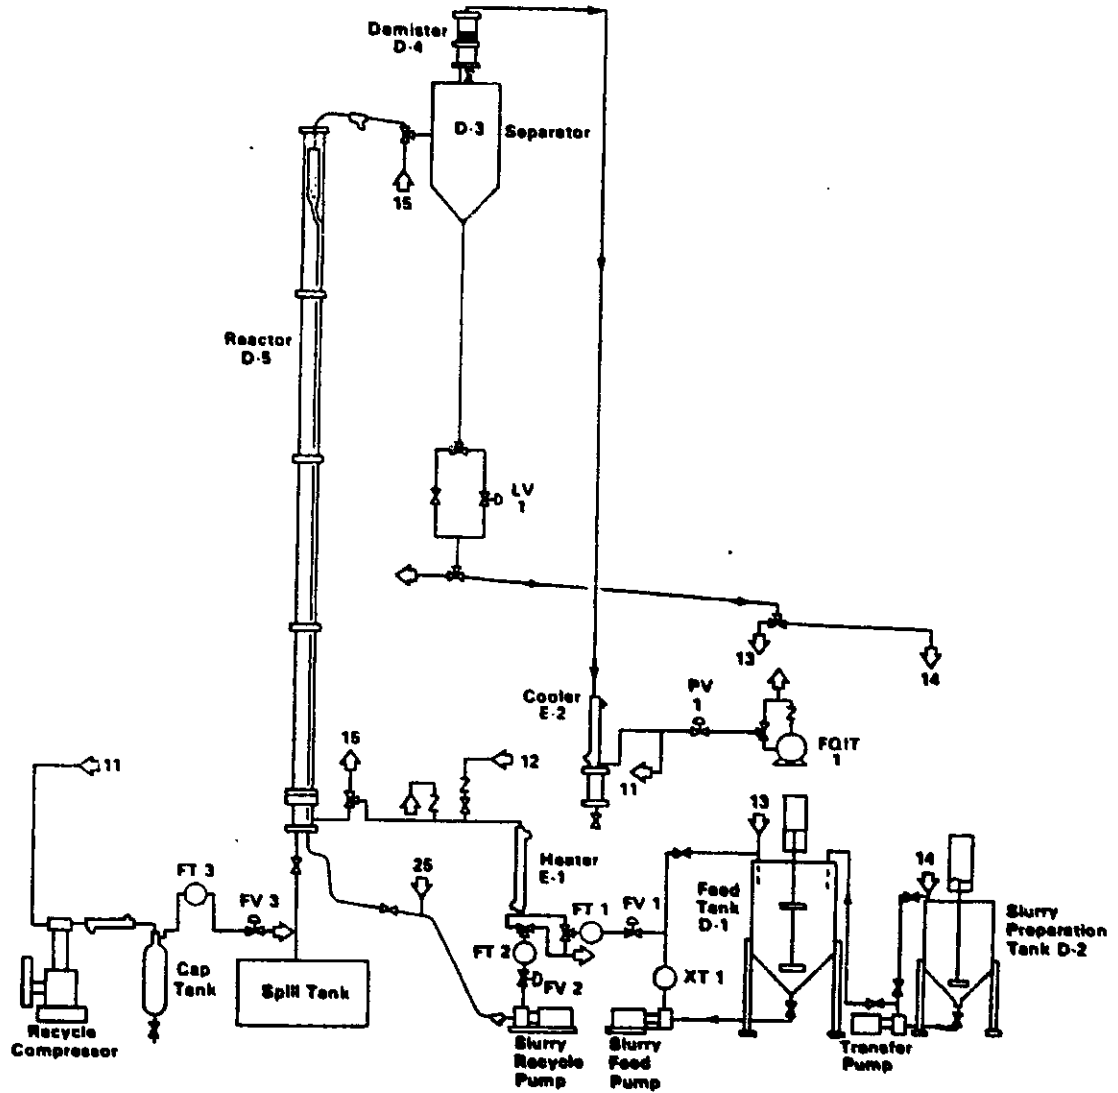 Demister
D-4
D-3
Separator
15
Reactor
D-5
LV
1
13
14
Cooler
E-2
PV
1
FQIT
1
11
15
12
11
13
Heater
E-1
25
FT 3
FV 3
FT 1
FV 1
Feed
Tank
D-1
14
Slurry
Preparation
Tank D-2
FT 2
FV 2
XT 1
Cap
Tank
Spill Tank
Recycle
Compressor
Slurry
Recycle
Pump
Slurry
Feed
Pump
Transfer
Pump